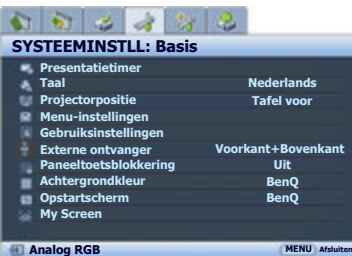 SYSTEEMINSTLL: Basis
Presentatietimer
Taal Nederlands
Projectorpositie Tafel voor
Menu-instellingen
Gebruiksinstellingen
Externe ontvanger Voorkant+Bovenkant
Paneeltoetsblokkering Uit
Achtergrondkleur BenQ
Opstartscherm BenQ
My Screen
Analog RGB MENU Afsluiten